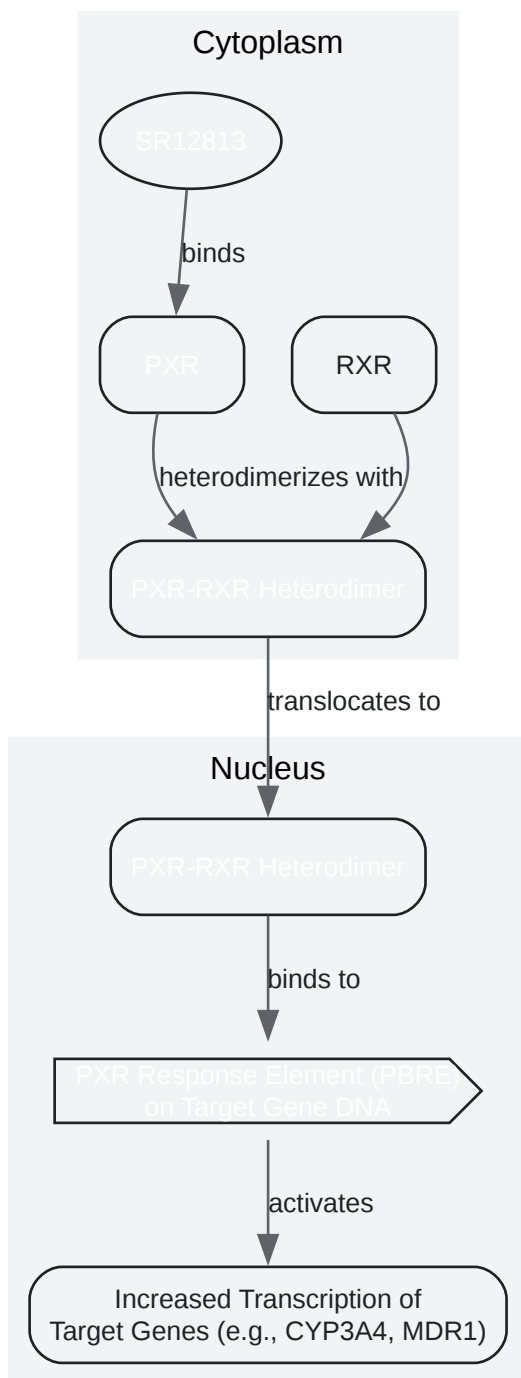 Cytoplasm
SR12813
binds
PXR
RXR
heterodimerizes with
PXR-RXR Heterodimer
translocates to
Nucleus
PXR-RXR Heterodimer
binds to
PXR Response Element (PBRE)
on Target Gene DNA
activates
Increased Transcription of
Target Genes (e.g., CYP3A4, MDR1)